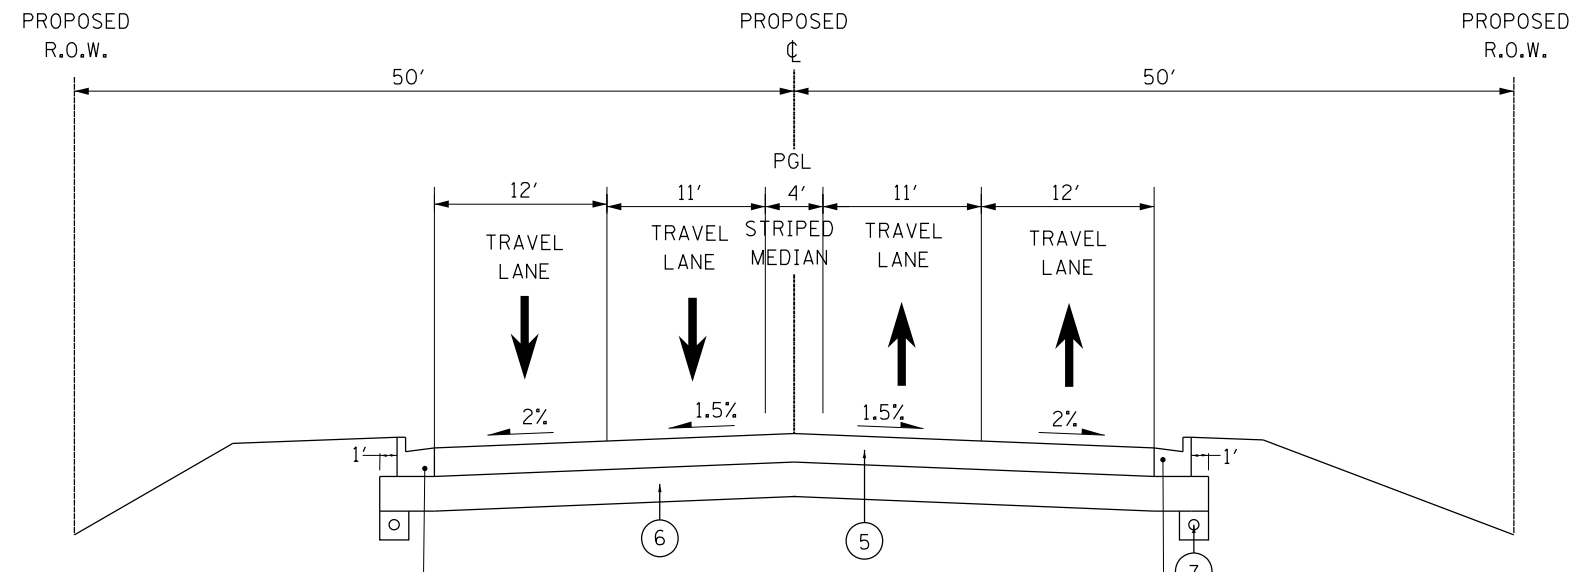 PROPOSED
R.O.W.
PROPOSED
℄
PROPOSED
R.O.W.
50'
50'
PGL
12'
11'
4'
11'
12'
TRAVEL
LANE
TRAVEL
LANE
STRIPED
MEDIAN
TRAVEL
LANE
TRAVEL
LANE
2%
1.5%
1.5%
2%
1'
1'
6
5
7